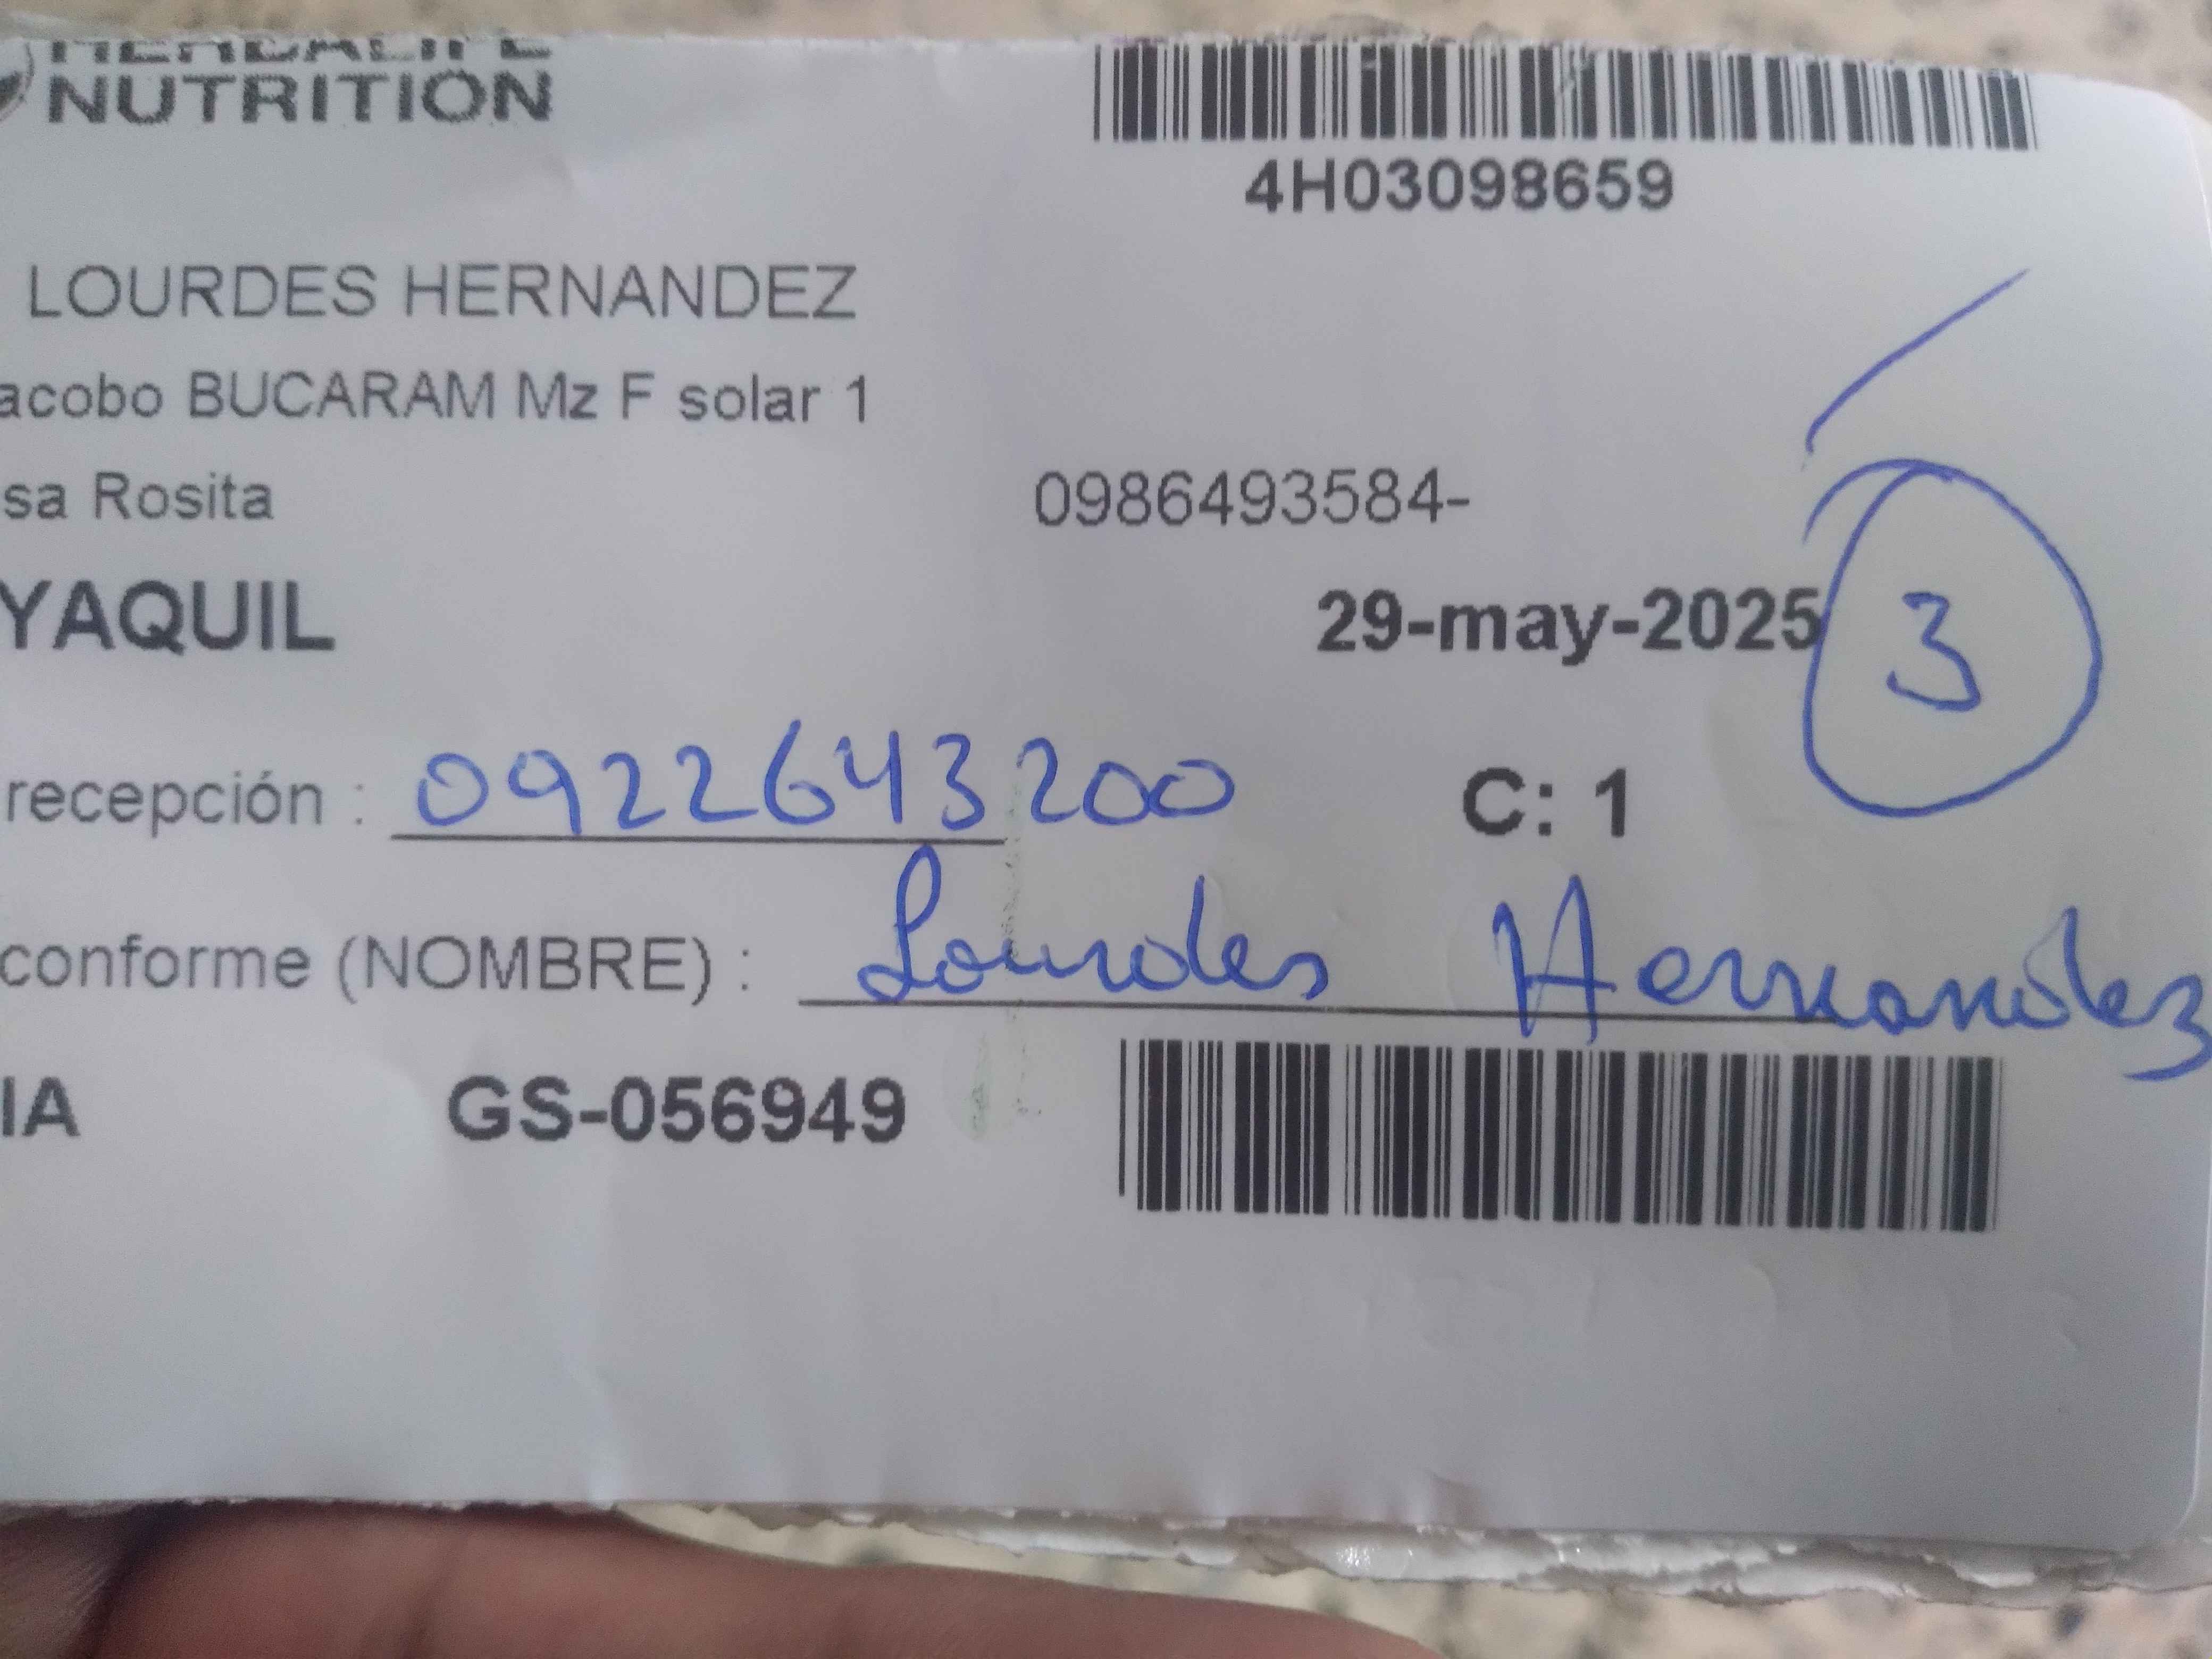 HERBALIFE
NUTRITION
4H03098659
LOURDES HERNANDEZ
acobo BUCARAM Mz F solar 1
sa Rosita 0986493584-
YAQUIL 29-may-2025 3
recepción : 0922643200 C: 1
conforme (NOMBRE) : Lourdes Hernandez
IA GS-056949